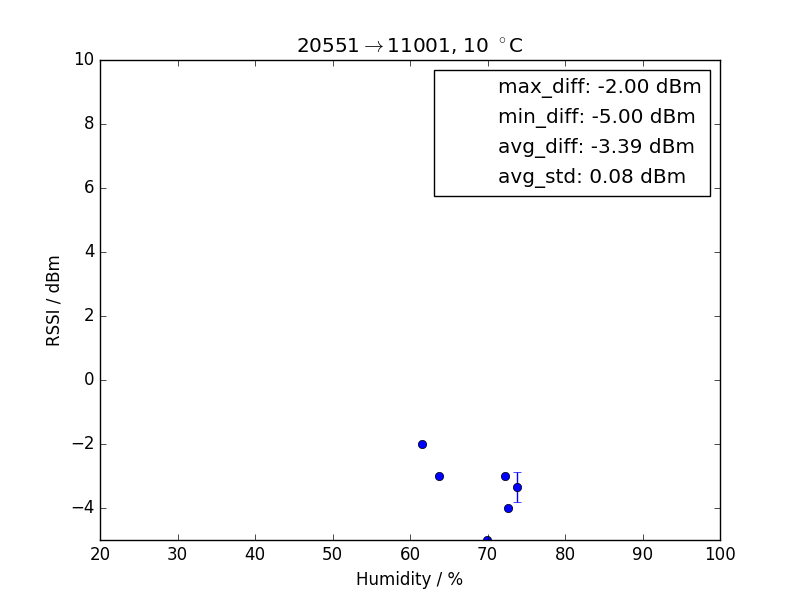 20551→11001, 10 °C
max_diff: -2.00 dBm
min_diff: -5.00 dBm
avg_diff: -3.39 dBm
avg_std: 0.08 dBm
10
8
6
4
2
0
−2
−4
RSSI / dBm
20 30 40 50 60 70 80 90 100
Humidity / %